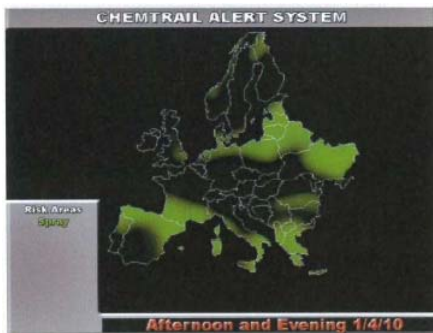 CHEMTRAIL ALERT SYSTEM
Risk Areas
Spray
Afternoon and Evening 1/4/10